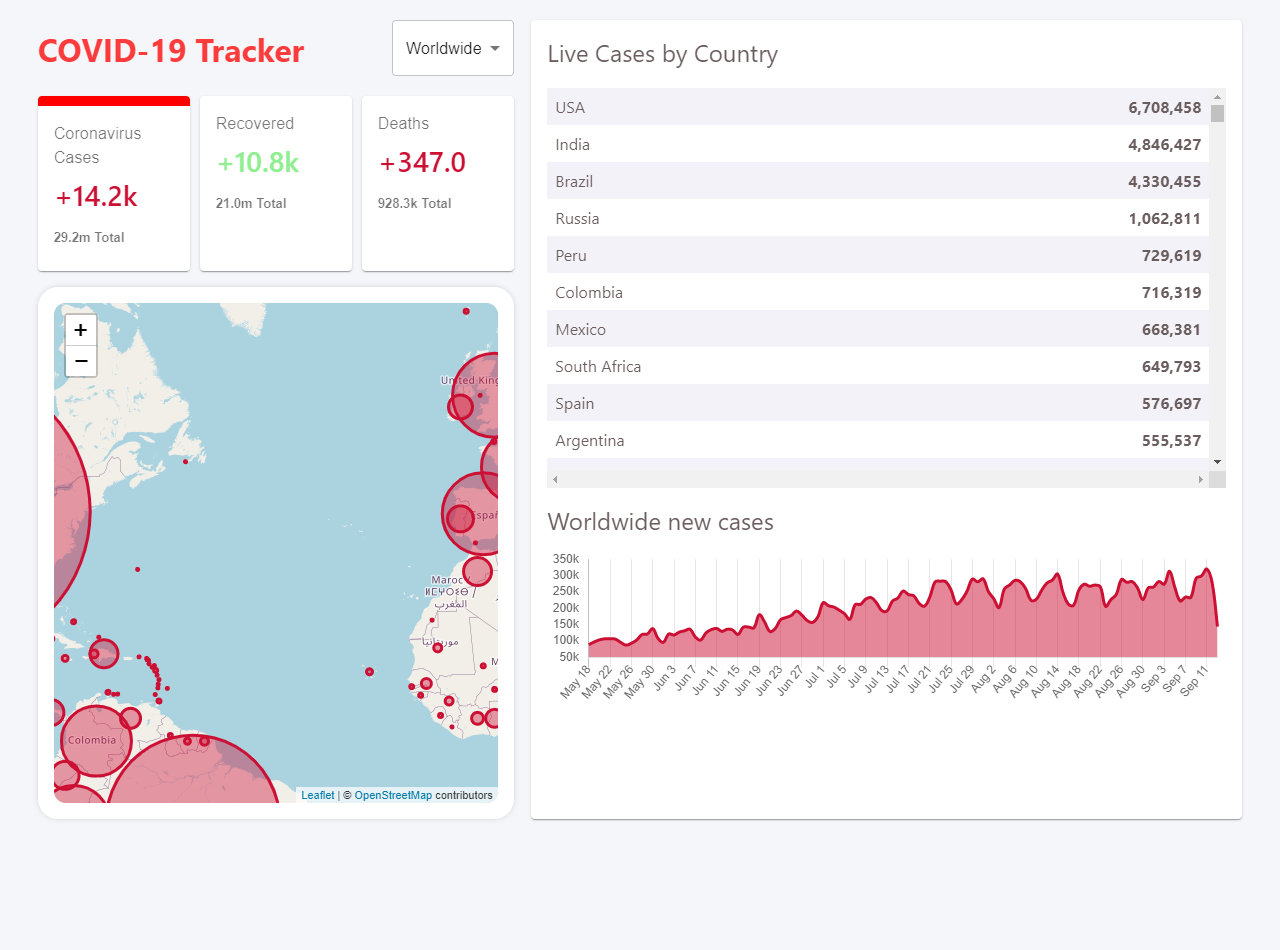 COVID-19 Tracker
Worldwide
Coronavirus
Cases
+14.2k
29.2m Total
Recovered
+10.8k
21.0m Total
Deaths
+347.0
928.3k Total
+
−
United King
España
Maroc
ⵍⵎⵖⵔⵉⴱ
المغرب
موريتانيا
M
Colombia
Leaflet | © OpenStreetMap contributors
Live Cases by Country
USA 6,708,458
India 4,846,427
Brazil 4,330,455
Russia 1,062,811
Peru 729,619
Colombia 716,319
Mexico 668,381
South Africa 649,793
Spain 576,697
Argentina 555,537
Worldwide new cases
350k
300k
250k
200k
150k
100k
50k
May 18 May 22 May 26 May 30 Jun 3 Jun 7 Jun 11 Jun 15 Jun 19 Jun 23 Jun 27 Jul 1 Jul 5 Jul 9 Jul 13 Jul 17 Jul 21 Jul 25 Jul 29 Aug 2 Aug 6 Aug 10 Aug 14 Aug 18 Aug 22 Aug 26 Aug 30 Sep 3 Sep 7 Sep 11